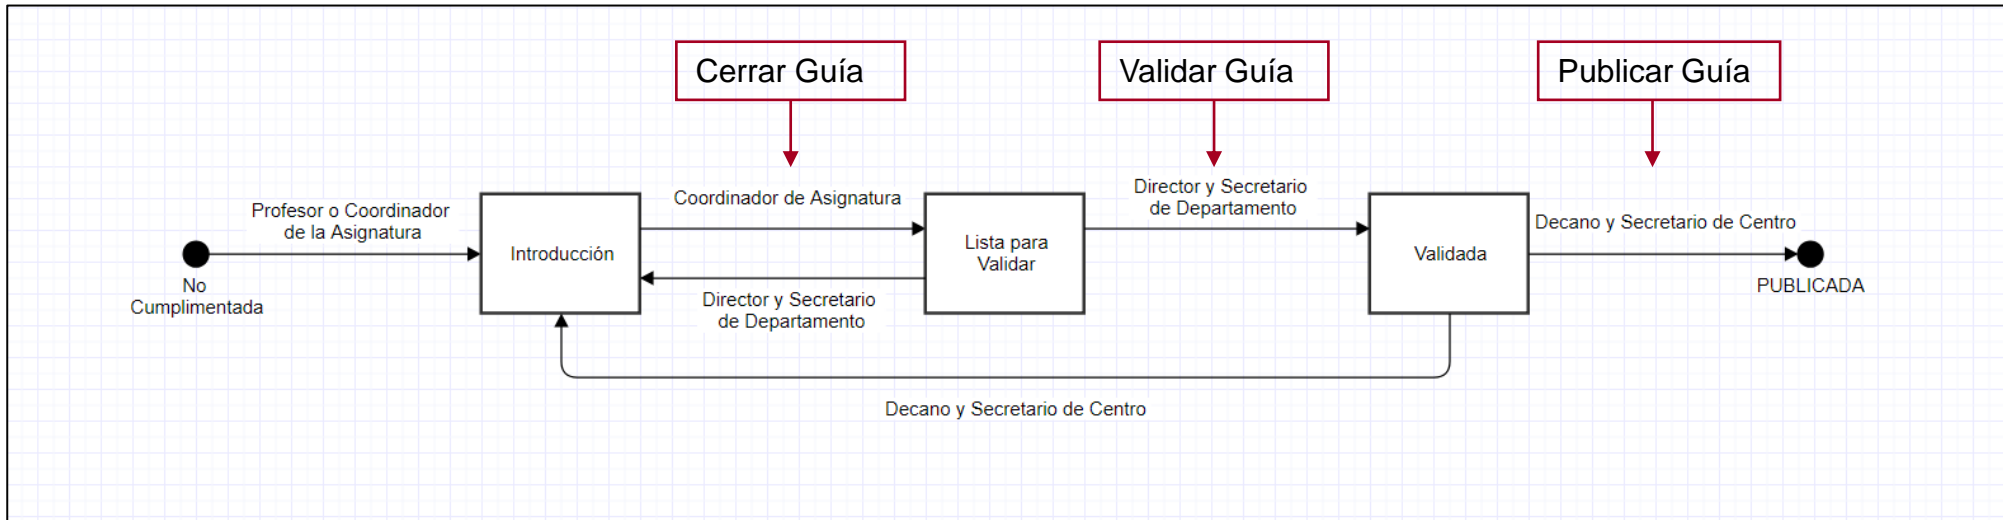 Cerrar Guía
Validar Guía
Publicar Guía
Profesor o Coordinador
de la Asignatura
Coordinador de Asignatura
Director y Secretario
de Departamento
Decano y Secretario de Centro
No
Cumplimentada
Introducción
Lista para
Validar
Validada
PUBLICADA
Director y Secretario
de Departamento
Decano y Secretario de Centro